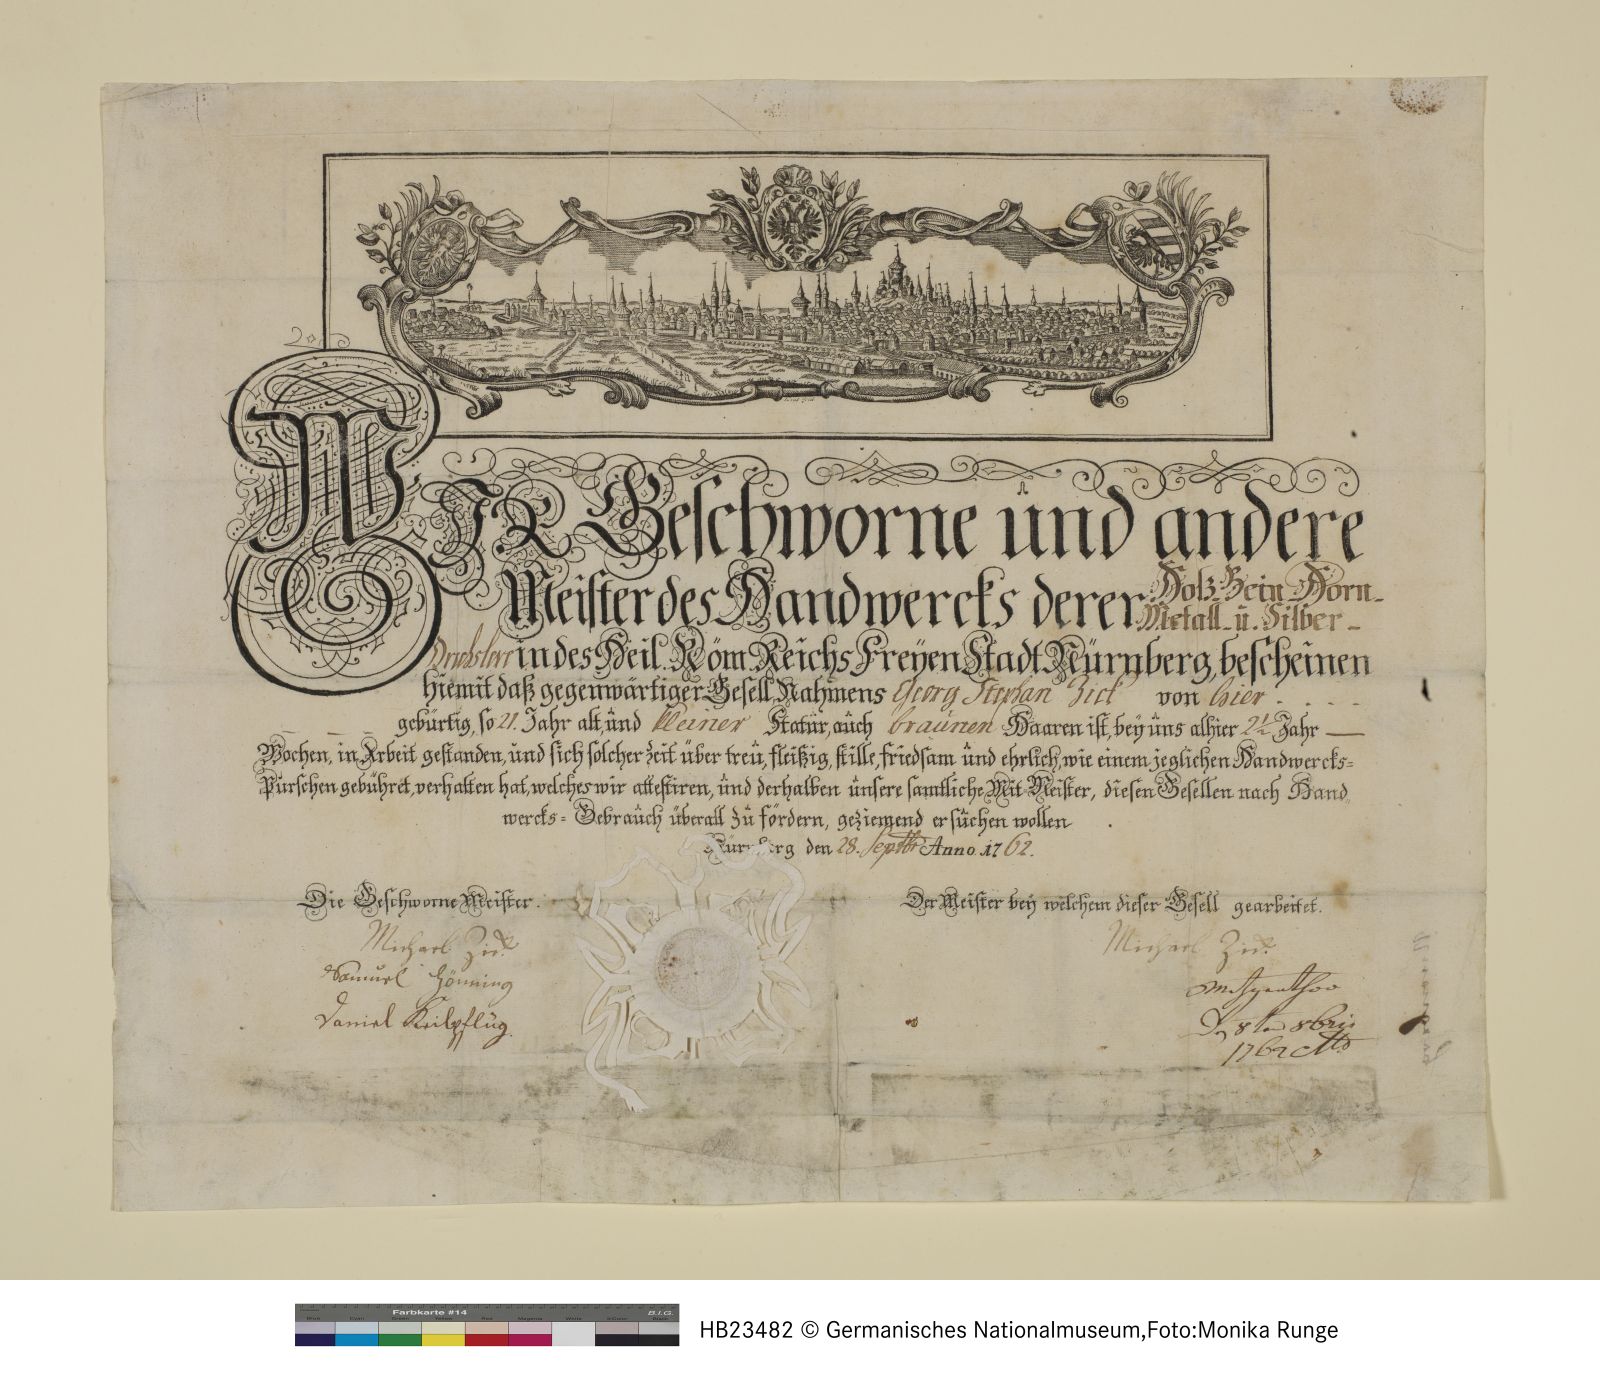 WIR Geschworne und andere
Meister des Handwercks derer Holz-Bein-Horn-
Metall- u. Silber-
Drechslere in des Heil. Röm. Reichs Freyen Stadt Nürnberg, bescheinen
hiemit daß gegenwärtiger Gesell, Nahmens Georg Stephan Zick von hier . . . .
gebürtig, so 21. Jahr alt, und kleiner Statur, auch braunen Haaren ist, bey uns alhier 2½ Jahr —
Wochen, in Arbeit gestanden, und sich solcher Zeit über treu, fleißig, stille, friedsam und ehrlich, wie einem jeglichen Handwercks=
Purschen gebühret, verhalten hat, welches wir attestiren, und derhalben unsere samtliche Mit-Meister, diesen Gesellen nach Hand
wercks=Gebrauch überall zu fördern, geziemend ersuchen wollen.
Nürnberg den 28. Septbr Anno 1762.
Die Geschworne Meister.
Michael Zick
Samuel Hönning
Daniel Keilpflüg.
Der Meister bey welchem dieser Gesell gearbeitet.
Michael Zick
1762
Farbkarte #14
B.I.G.
HB23482 © Germanisches Nationalmuseum,Foto:Monika Runge